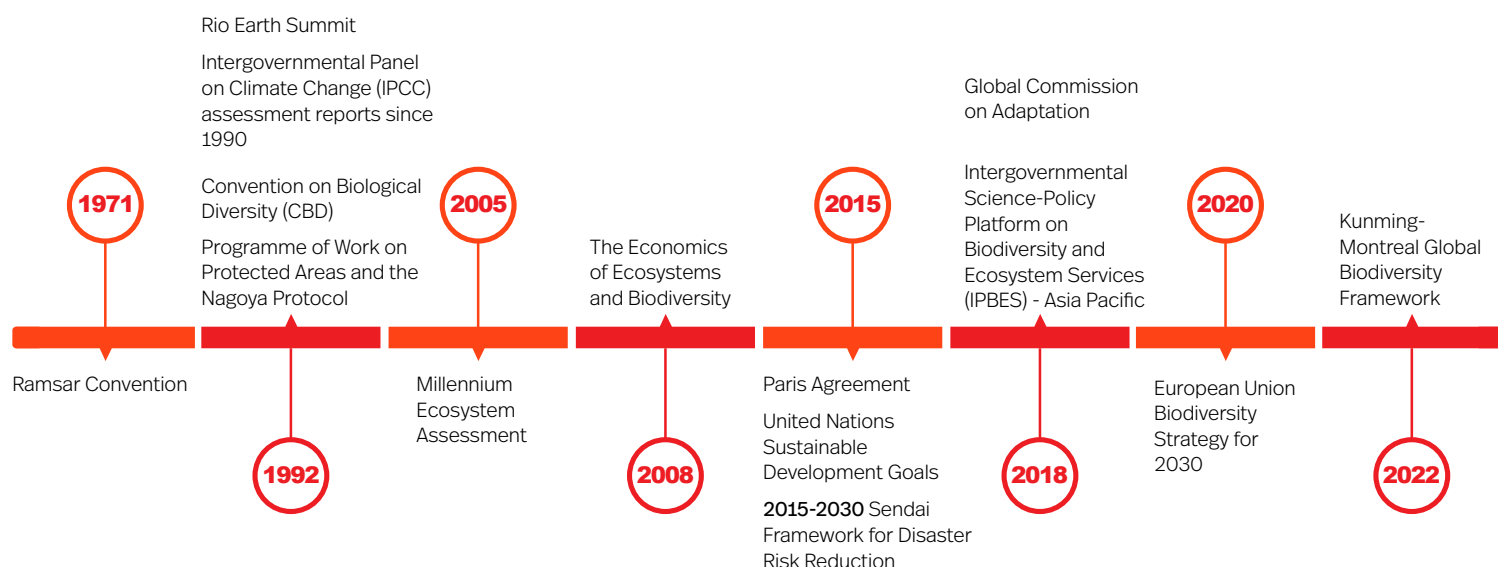 1971
Ramsar Convention
Rio Earth Summit
Intergovernmental Panel
on Climate Change (IPCC)
assessment reports since
1990
Convention on Biological
Diversity (CBD)
Programme of Work on
Protected Areas and the
Nagoya Protocol
1992
2005
Millennium
Ecosystem
Assessment
The Economics
of Ecosystems
and Biodiversity
2008
2015
Paris Agreement
United Nations
Sustainable
Development Goals
2015-2030 Sendai
Framework for Disaster
Risk Reduction
Global Commission
on Adaptation
Intergovernmental
Science-Policy
Platform on
Biodiversity and
Ecosystem Services
(IPBES) - Asia Pacific
2018
2020
European Union
Biodiversity
Strategy for
2030
Kunming-
Montreal Global
Biodiversity
Framework
2022